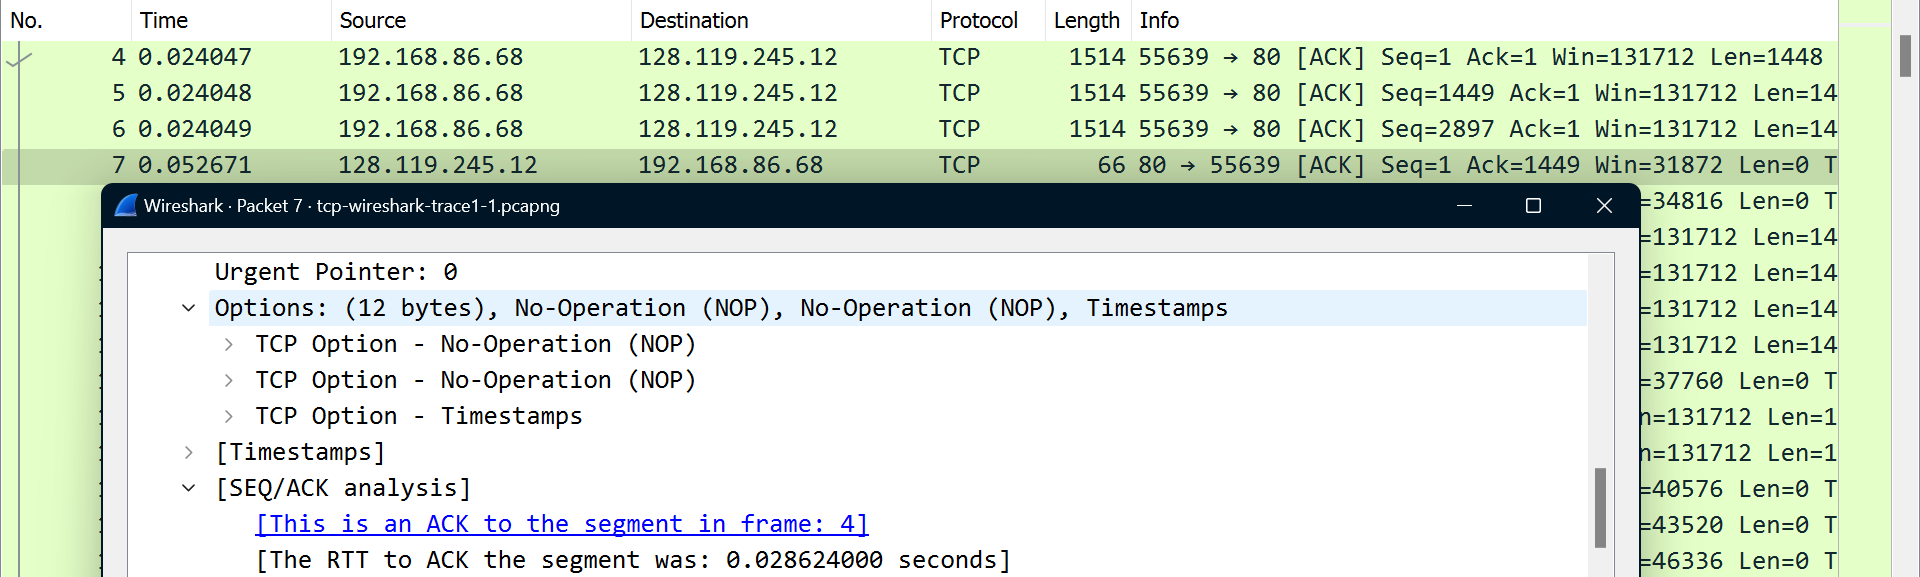 No. Time Source Destination Protocol Length Info
4 0.024047 192.168.86.68 128.119.245.12 TCP 1514 55639 → 80 [ACK] Seq=1 Ack=1 Win=131712 Len=1448
5 0.024048 192.168.86.68 128.119.245.12 TCP 1514 55639 → 80 [ACK] Seq=1449 Ack=1 Win=131712 Len=14
6 0.024049 192.168.86.68 128.119.245.12 TCP 1514 55639 → 80 [ACK] Seq=2897 Ack=1 Win=131712 Len=14
7 0.052671 128.119.245.12 192.168.86.68 TCP 66 80 → 55639 [ACK] Seq=1 Ack=1449 Win=31872 Len=0 T
Wireshark · Packet 7 · tcp-wireshark-trace1-1.pcapng
=34816 Len=0 T
=131712 Len=14
Urgent Pointer: 0
=131712 Len=14
Options: (12 bytes), No-Operation (NOP), No-Operation (NOP), Timestamps
=131712 Len=14
TCP Option - No-Operation (NOP)
=131712 Len=14
TCP Option - No-Operation (NOP)
=37760 Len=0 T
TCP Option - Timestamps
n=131712 Len=1
[Timestamps]
n=131712 Len=1
[SEQ/ACK analysis]
=40576 Len=0 T
[This is an ACK to the segment in frame: 4]
=43520 Len=0 T
[The RTT to ACK the segment was: 0.028624000 seconds]
=46336 Len=0 T